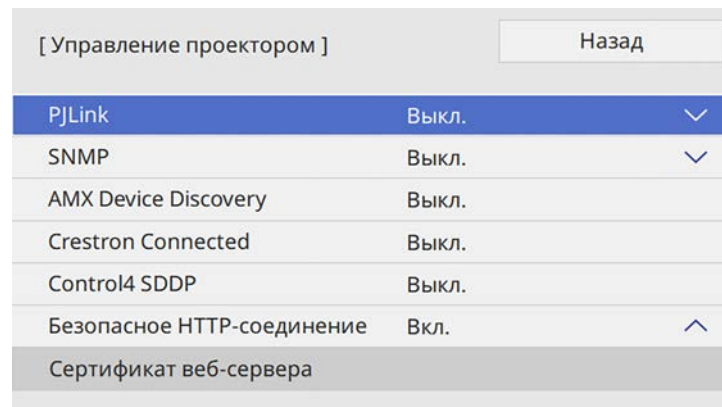 [ Управление проектором ] Назад
PJLink Выкл.
SNMP Выкл.
AMX Device Discovery Выкл.
Crestron Connected Выкл.
Control4 SDDP Выкл.
Безопасное HTTP-соединение Вкл.
Сертификат веб-сервера